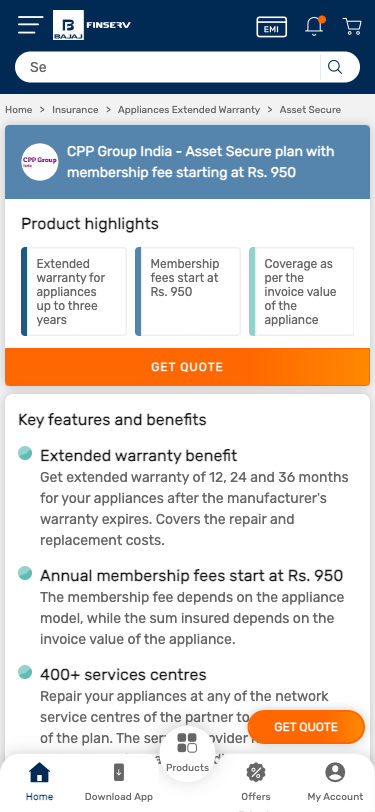 B
BAJAJ
FINSERV
EMI
Se
Home > Insurance > Appliances Extended Warranty > Asset Secure
CPP Group
India
CPP Group India - Asset Secure plan with
membership fee starting at Rs. 950
Product highlights
Extended
warranty for
appliances
up to three
years
Membership
fees start at
Rs. 950
Coverage as
per the
invoice value
of the
appliance
GET QUOTE
Key features and benefits
Extended warranty benefit
Get extended warranty of 12, 24 and 36 months
for your appliances after the manufacturer's
warranty expires. Covers the repair and
replacement costs.
Annual membership fees start at Rs. 950
The membership fee depends on the appliance
model, while the sum insured depends on the
invoice value of the appliance.
400+ services centres
Repair your appliances at any of the network
service centres of the partner to
of the plan. The
GET QUOTE
Products
Home
Download App
Offers
My Account